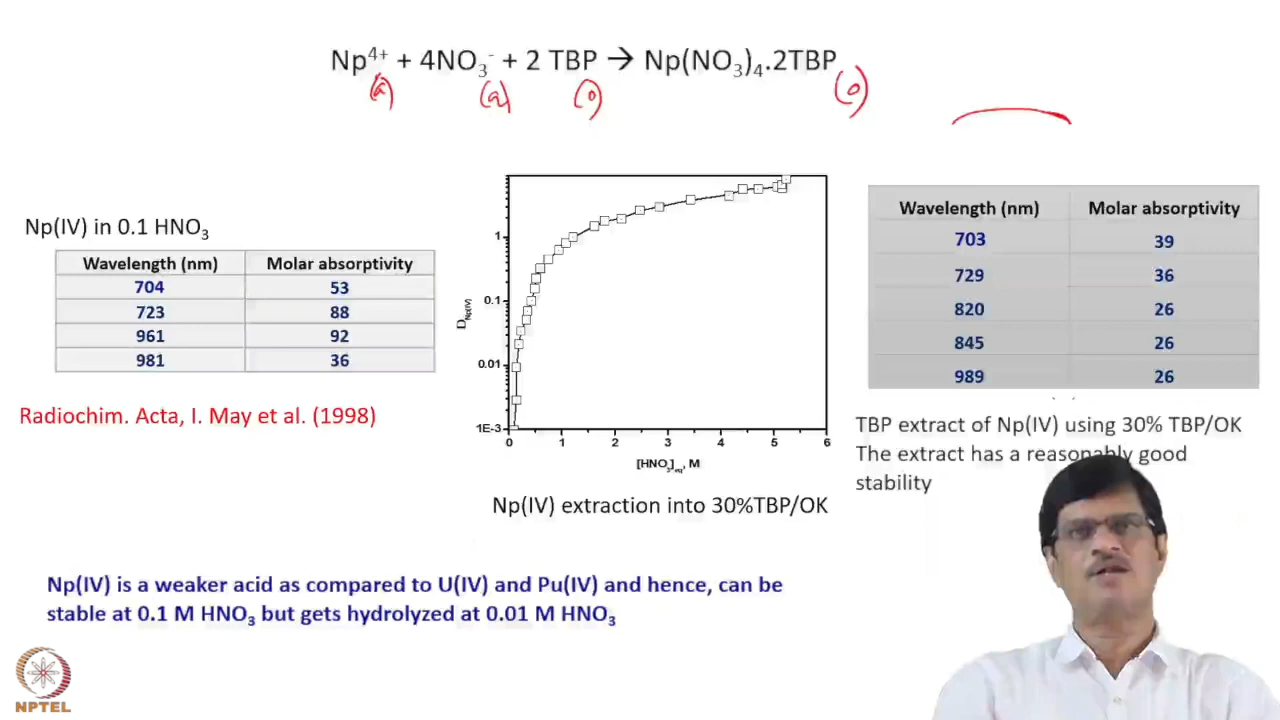 Np⁴⁺ + 4NO₃⁻ + 2 TBP → Np(NO₃)₄.2TBP
(a) (a) (o) (o)
Np(IV) in 0.1 HNO₃
Wavelength (nm) Molar absorptivity
704 53
723 88
961 92
981 36
Radiochim. Acta, I. May et al. (1998)
1
0.1
0.01
1E-3
D_Np(IV)
0 1 2 3 4 5 6
[HNO₃]eq, M
Np(IV) extraction into 30%TBP/OK
Wavelength (nm) Molar absorptivity
703 39
729 36
820 26
845 26
989 26
TBP extract of Np(IV) using 30% TBP/OK
The extract has a reasonably good
stability
Np(IV) is a weaker acid as compared to U(IV) and Pu(IV) and hence, can be
stable at 0.1 M HNO₃ but gets hydrolyzed at 0.01 M HNO₃
NPTEL